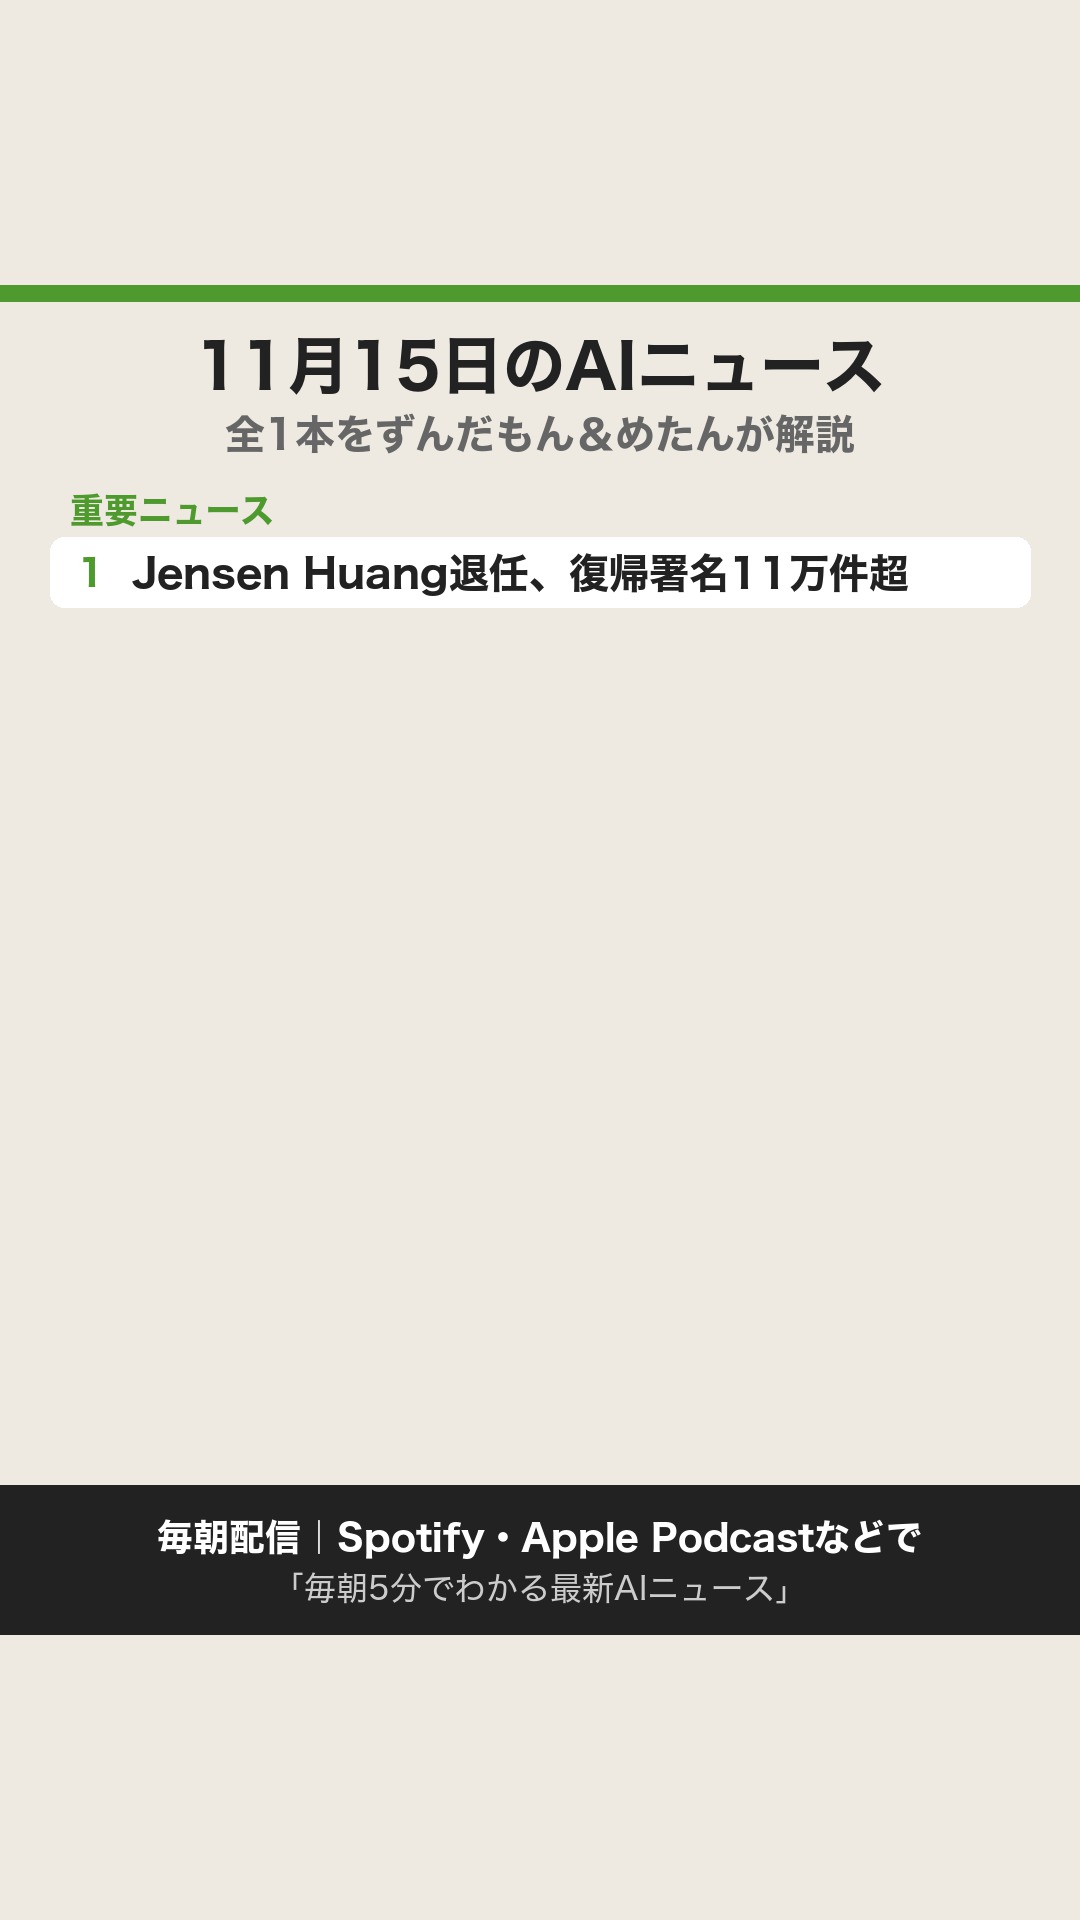 11月15日のAIニュース
全1本をずんだもん＆めたんが解説
重要ニュース
1 Jensen Huang退任、復帰署名11万件超
毎朝配信｜Spotify・Apple Podcastなどで
「毎朝5分でわかる最新AIニュース」